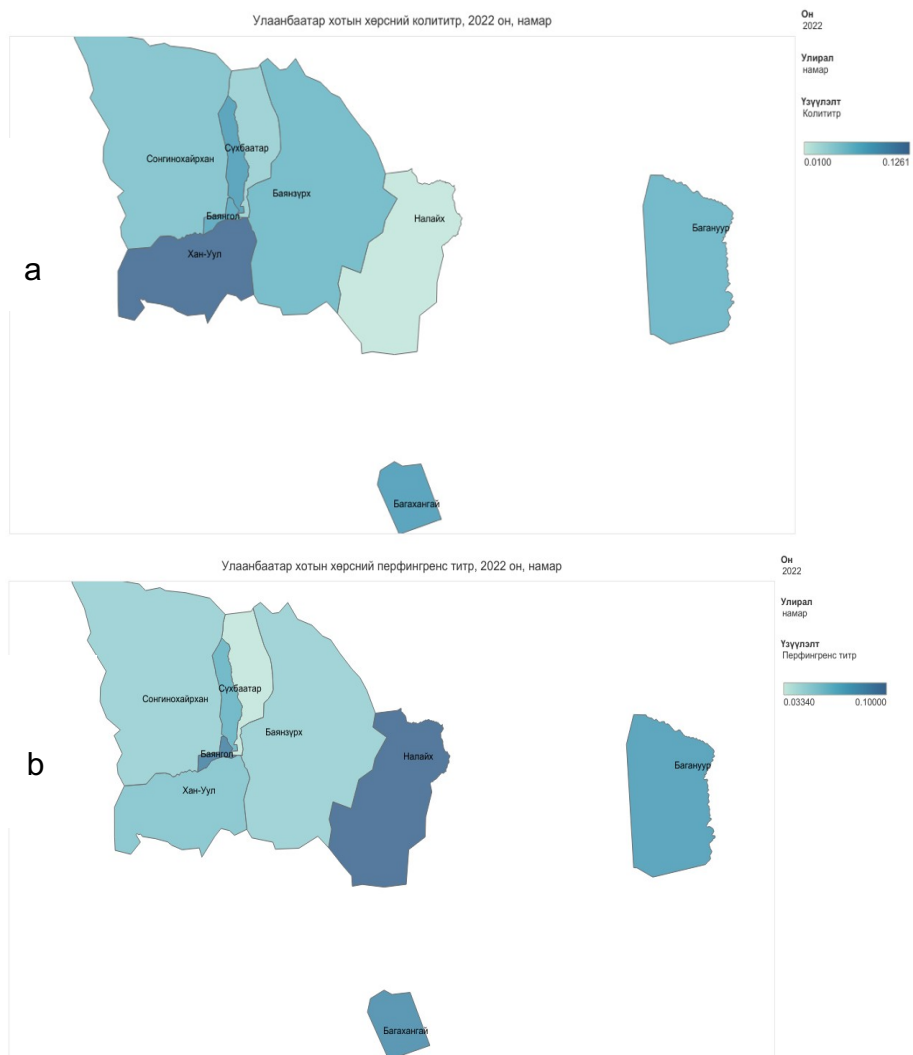 Улаанбаатар хотын хөрсний колититр, 2022 он, намар
Он
2022
Улирал
намар
Үзүүлэлт
Колититр
0.0100 0.1261
Сонгинохайрхан
Сүхбаатар
Баянзүрх
Баянгол
Налайх
Багануур
Хан-Уул
a
Багахангай
Улаанбаатар хотын хөрсний перфингренс титр, 2022 он, намар
Он
2022
Улирал
намар
Үзүүлэлт
Перфингренс титр
0.03340 0.10000
Сүхбаатар
Сонгинохайрхан
Баянзүрх
Баянгол
Налайх
Багануур
b
Хан-Уул
Багахангай